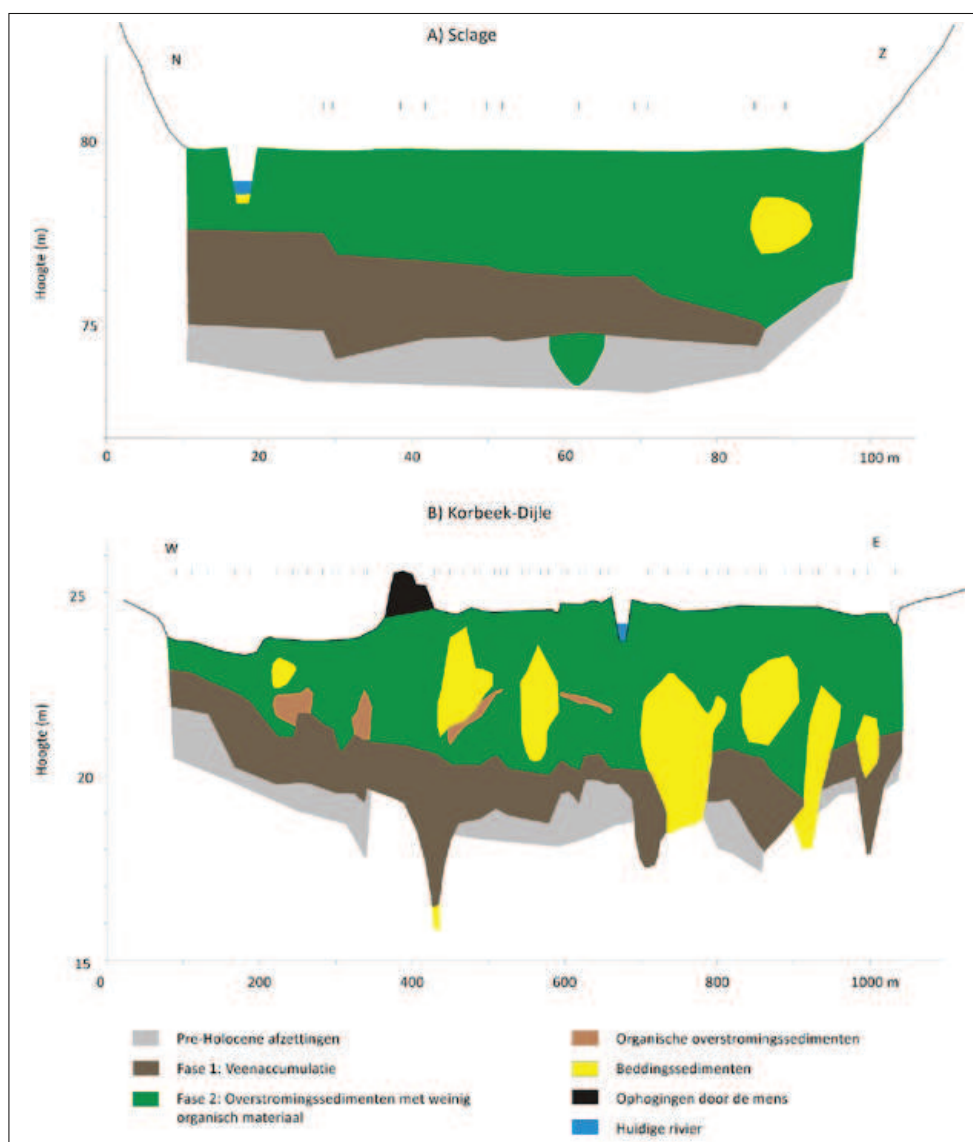 A) Sclage
N
Z
80
Hoogte (m)
75
0 20 40 60 80 100 m
B) Korbeek-Dijle
W
E
25
Hoogte (m)
20
15
0 200 400 600 800 1000 m
Pre-Holocene afzettingen
Fase 1: Veenaccumulatie
Fase 2: Overstromingssedimenten met weinig
organisch materiaal
Organische overstromingssedimenten
Beddingssedimenten
Ophogingen door de mens
Huidige rivier